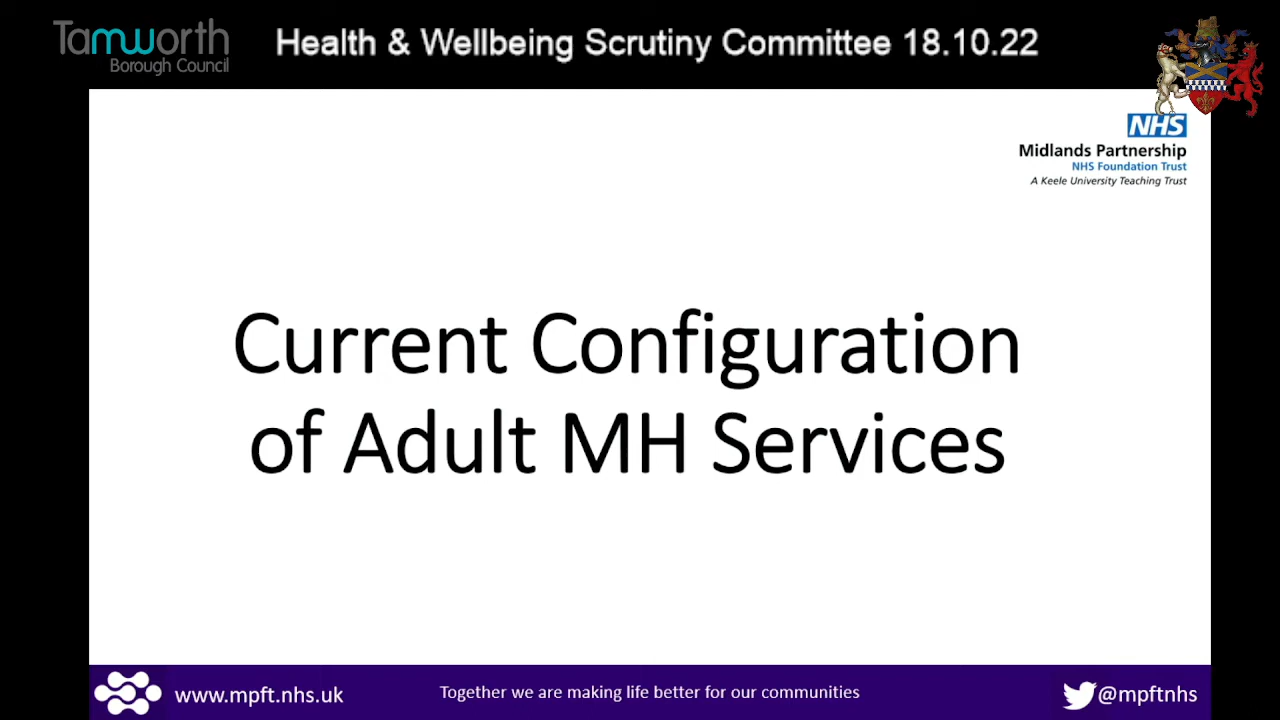 Tamworth
Borough Council
Health & Wellbeing Scrutiny Committee 18.10.22
NHS
Midlands Partnership
NHS Foundation Trust
A Keele University Teaching Trust
Current Configuration
of Adult MH Services
www.mpft.nhs.uk
Together we are making life better for our communities
@mpftnhs